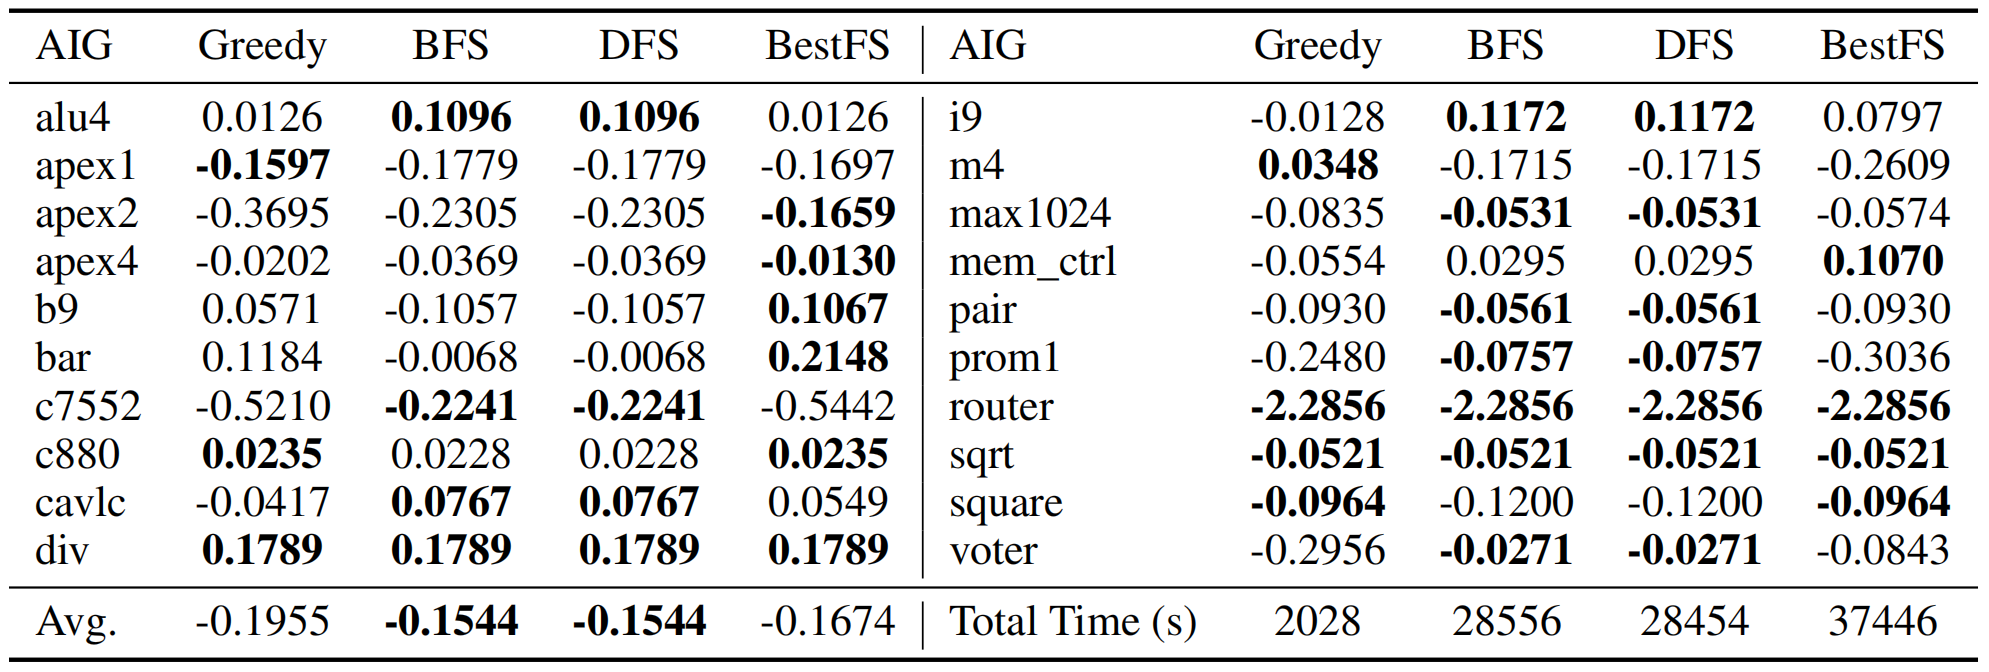 AIG Greedy BFS DFS BestFS AIG Greedy BFS DFS BestFS
alu4 0.0126 0.1096 0.1096 0.0126 i9 -0.0128 0.1172 0.1172 0.0797
apex1 -0.1597 -0.1779 -0.1779 -0.1697 m4 0.0348 -0.1715 -0.1715 -0.2609
apex2 -0.3695 -0.2305 -0.2305 -0.1659 max1024 -0.0835 -0.0531 -0.0531 -0.0574
apex4 -0.0202 -0.0369 -0.0369 -0.0130 mem_ctrl -0.0554 0.0295 0.0295 0.1070
b9 0.0571 -0.1057 -0.1057 0.1067 pair -0.0930 -0.0561 -0.0561 -0.0930
bar 0.1184 -0.0068 -0.0068 0.2148 prom1 -0.2480 -0.0757 -0.0757 -0.3036
c7552 -0.5210 -0.2241 -0.2241 -0.5442 router -2.2856 -2.2856 -2.2856 -2.2856
c880 0.0235 0.0228 0.0228 0.0235 sqrt -0.0521 -0.0521 -0.0521 -0.0521
cavlc -0.0417 0.0767 0.0767 0.0549 square -0.0964 -0.1200 -0.1200 -0.0964
div 0.1789 0.1789 0.1789 0.1789 voter -0.2956 -0.0271 -0.0271 -0.0843
Avg. -0.1955 -0.1544 -0.1544 -0.1674 Total Time (s) 2028 28556 28454 37446